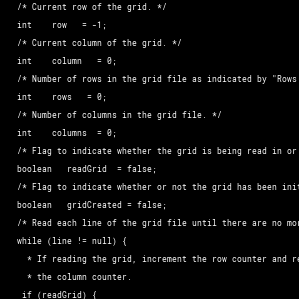 /* Current row of the grid. */
int row = -1;
/* Current column of the grid. */
int column = 0;
/* Number of rows in the grid file as indicated by "Rows
int rows = 0;
/* Number of columns in the grid file. */
int columns = 0;
/* Flag to indicate whether the grid is being read in or
boolean readGrid = false;
/* Flag to indicate whether or not the grid has been init
boolean gridCreated = false;
/* Read each line of the grid file until there are no mo
while (line != null) {
* If reading the grid, increment the row counter and re
* the column counter.
if (readGrid) {